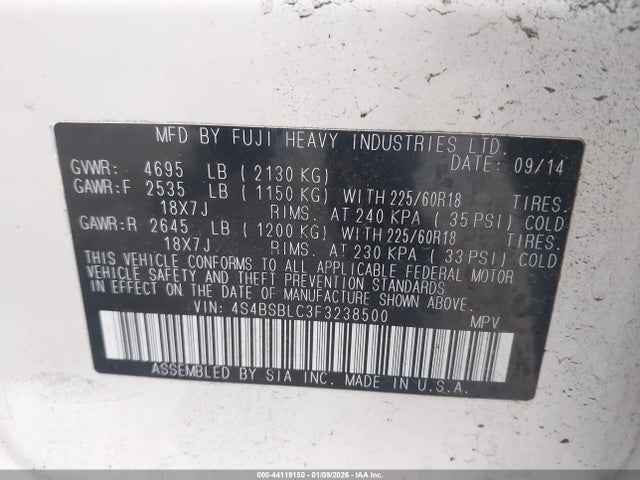 MFD BY FUJI HEAVY INDUSTRIES LTD.
DATE: 09/14
GVWR: 4695 LB ( 2130 KG)
GAWR:F 2535 LB ( 1150 KG) WITH 225/60R18 TIRES.
18X7J RIMS. AT 240 KPA ( 35 PSI) COLD
GAWR:R 2645 LB ( 1200 KG) WITH 225/60R18 TIRES.
18X7J RIMS. AT 230 KPA ( 33 PSI) COLD
THIS VEHICLE CONFORMS TO ALL APPLICABLE FEDERAL MOTOR
VEHICLE SAFETY AND THEFT PREVENTION STANDARDS
IN EFFECT ON THE DATE OF MANUFACTURE SHOWN ABOVE.
VIN: 4S4BSBLC3F3238500 MPV
ASSEMBLED BY SIA INC. MADE IN U.S.A.
000-44119150 | 01/09/2026 - IAAI.COM